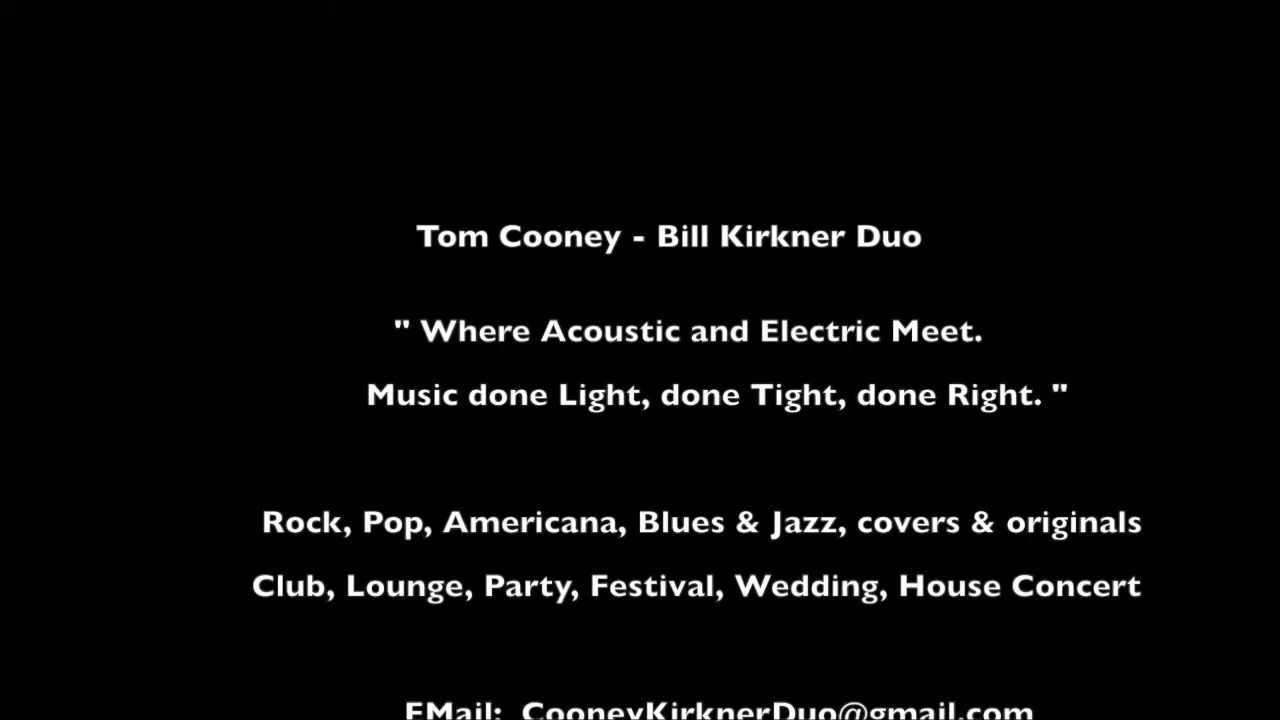 Tom Cooney - Bill Kirkner Duo
" Where Acoustic and Electric Meet.
Music done Light, done Tight, done Right. "
Rock, Pop, Americana, Blues & Jazz, covers & originals
Club, Lounge, Party, Festival, Wedding, House Concert
EMail: CooneyKirknerDuo@gmail.com